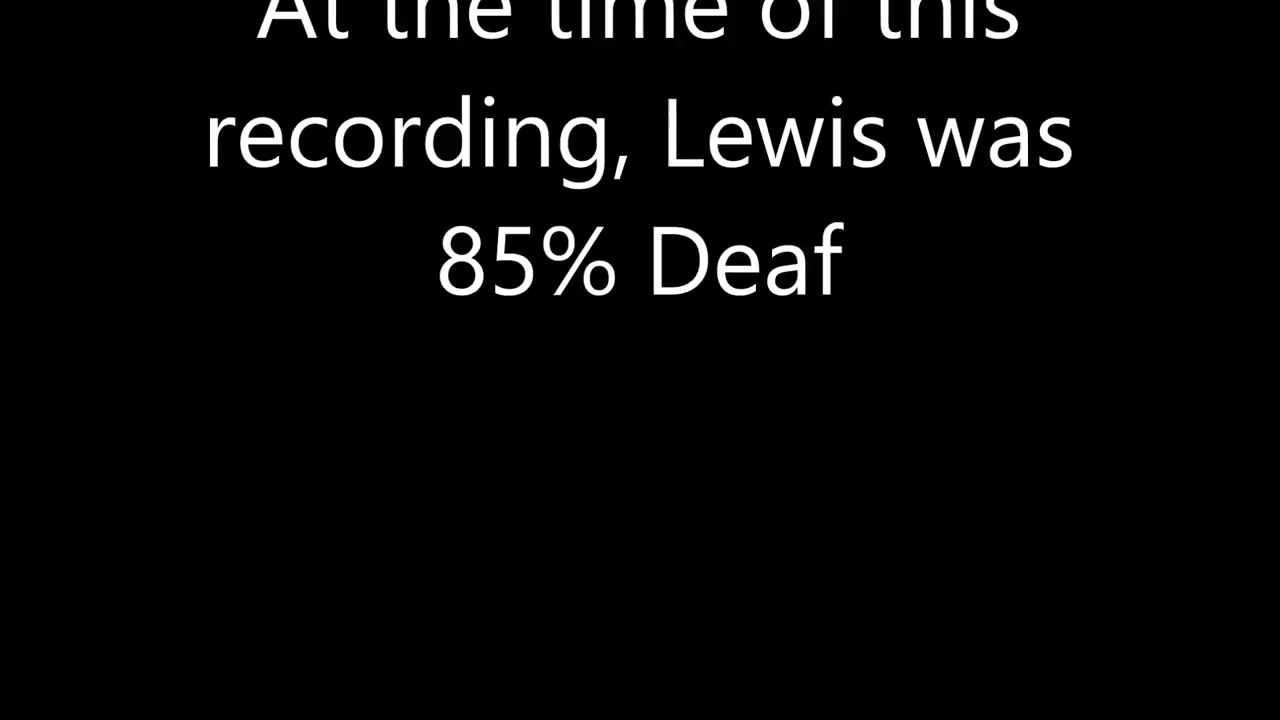 At the time of this
recording, Lewis was
85% Deaf